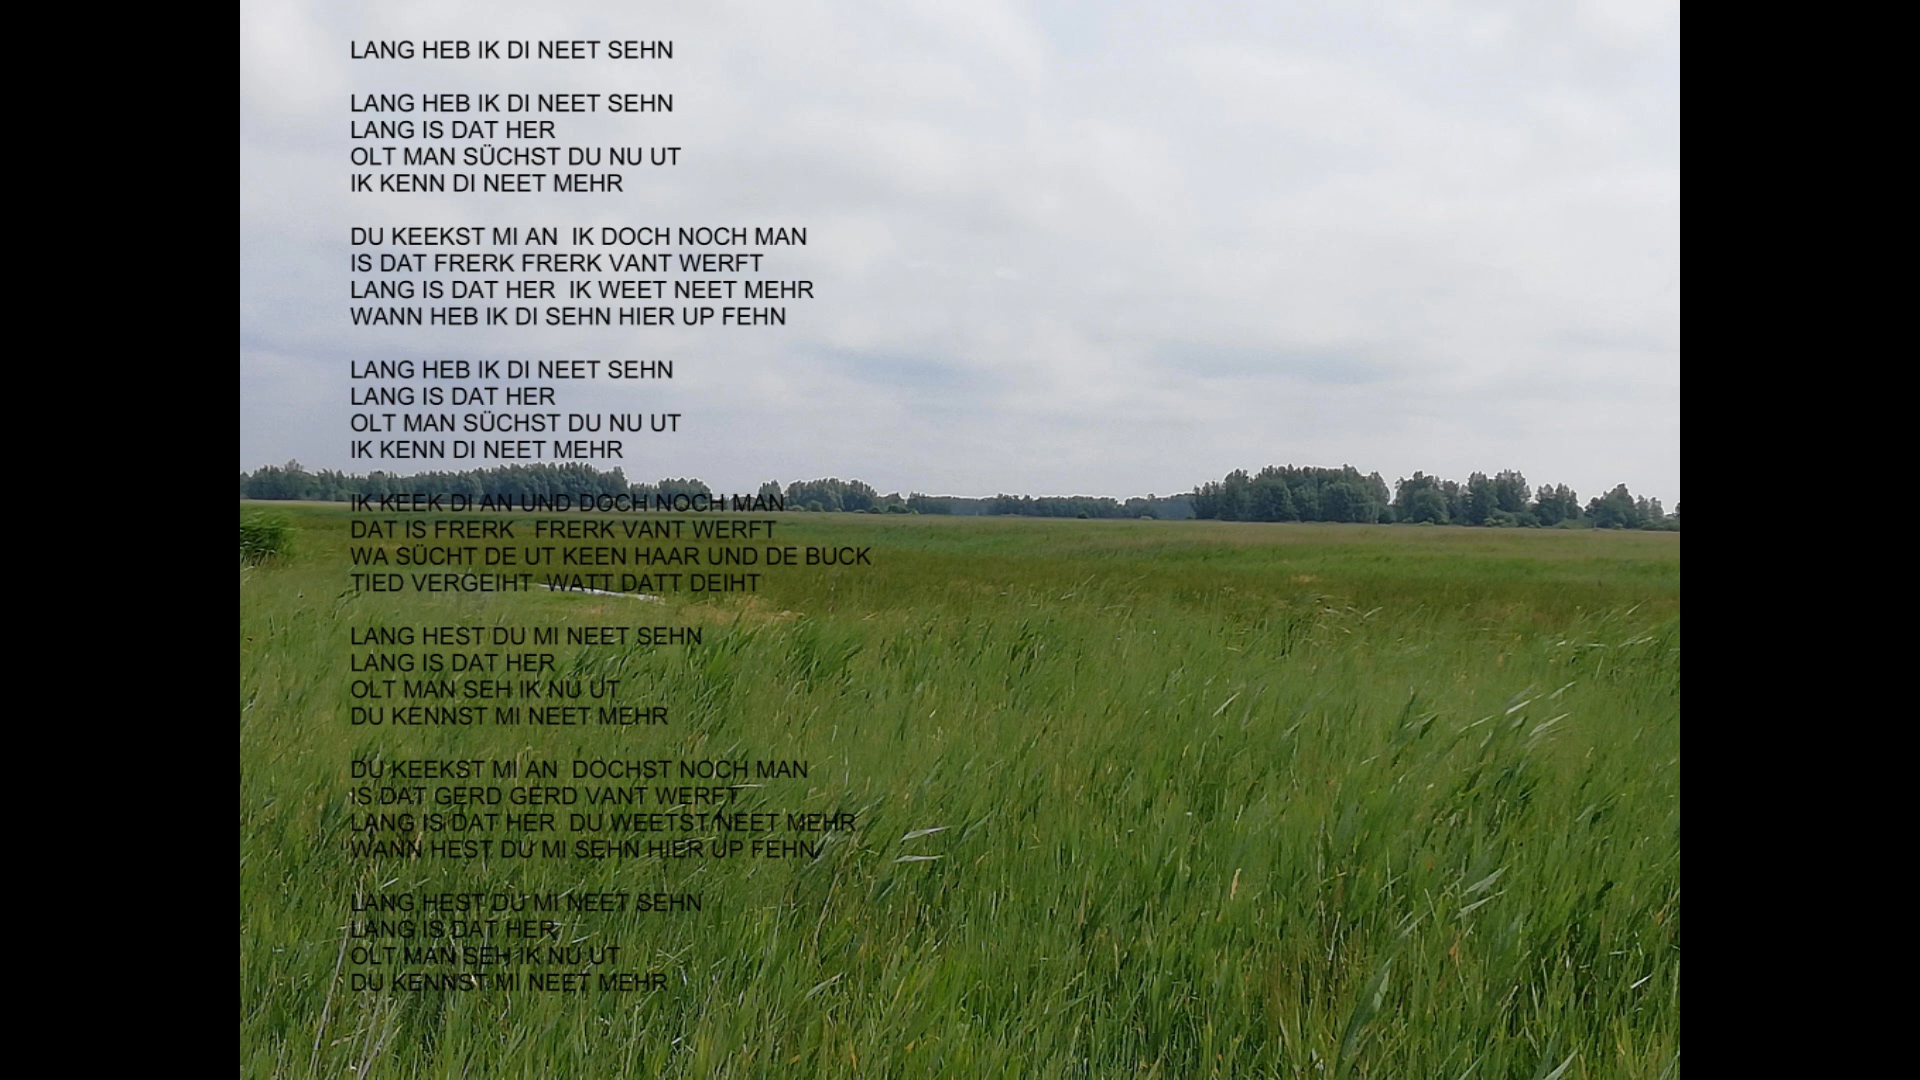 LANG HEB IK DI NEET SEHN
LANG HEB IK DI NEET SEHN
LANG IS DAT HER
OLT MAN SÜCHST DU NU UT
IK KENN DI NEET MEHR
DU KEEKST MI AN  IK DOCH NOCH MAN
IS DAT FRERK FRERK VANT WERFT
LANG IS DAT HER  IK WEET NEET MEHR
WANN HEB IK DI SEHN HIER UP FEHN
LANG HEB IK DI NEET SEHN
LANG IS DAT HER
OLT MAN SÜCHST DU NU UT
IK KENN DI NEET MEHR
IK KEEK DI AN UND DOCH NOCH MAN
DAT IS FRERK   FRERK VANT WERFT
WA SÜCHT DE UT KEEN HAAR UND DE BUCK
TIED VERGEIHT  WATT DATT DEIHT
LANG HEST DU MI NEET SEHN
LANG IS DAT HER
OLT MAN SEH IK NU UT
DU KENNST MI NEET MEHR
DU KEEKST MI AN  DOCHST NOCH MAN
IS DAT GERD GERD VANT WERFT
LANG IS DAT HER  DU WEETST NEET MEHR
WANN HEST DU MI SEHN HIER UP FEHN
LANG HEST DU MI NEET SEHN
LANG IS DAT HER
OLT MAN SEH IK NU UT
DU KENNST MI NEET MEHR